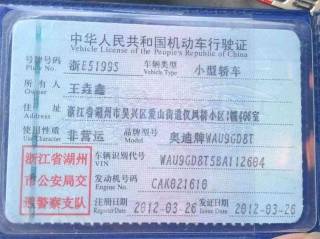 中华人民共和国机动车行驶证
Vehicle License of the People's Republic of China
号牌号码 浙E51995 车辆类型 小型轿车
Plate No. Vehicle Type
所有人 王垚鑫
Owner
住址 浙江省湖州市吴兴区爱山街道仪凤桥小区1幢406室
Address
使用性质 非营运 品牌型号 奥迪牌WAU9GD8T
Use Character Model
浙江省湖州市公安局交通警察支队
车辆识别代号 WAU9GD8T5BA112604
VIN
发动机号码 CAK021610
Engine No.
注册日期 2012-03-26 发证日期 2012-03-26
Register Date Issue Date